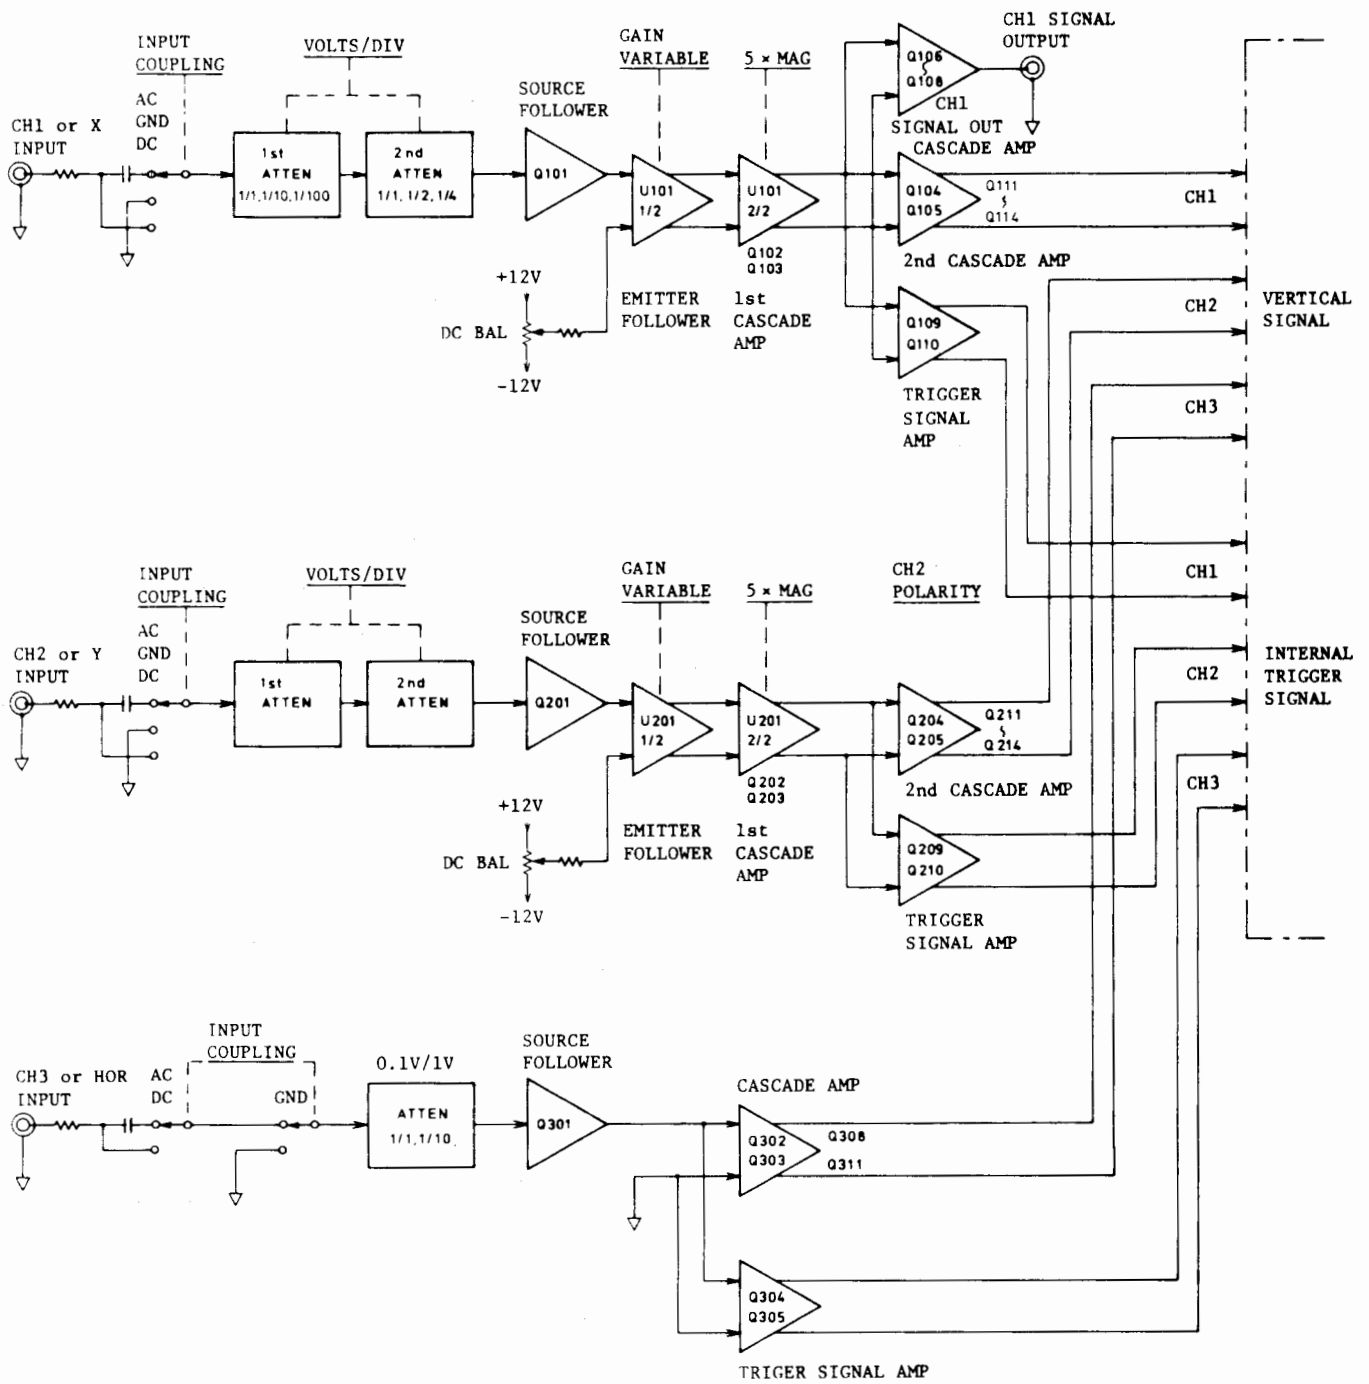 CH1 SIGNAL
OUTPUT
INPUT
COUPLING
VOLTS/DIV
GAIN
VARIABLE
5 × MAG
SOURCE
FOLLOWER
AC
GND
DC
CH1 or X
INPUT
1st
ATTEN
1/1,1/10,1/100
2nd
ATTEN
1/1, 1/2, 1/4
Q101
U101
1/2
U101
2/2
Q102
Q103
Q106
Q108
CH1
SIGNAL OUT
CASCADE AMP
Q104
Q105
Q111
Q114
2nd CASCADE AMP
CH1
+12V
DC BAL
-12V
EMITTER
FOLLOWER
1st
CASCADE
AMP
Q109
Q110
TRIGGER
SIGNAL
AMP
CH2
VERTICAL
SIGNAL
CH3
INPUT
COUPLING
VOLTS/DIV
GAIN
VARIABLE
5 × MAG
CH2
POLARITY
CH1
SOURCE
FOLLOWER
AC
GND
DC
CH2 or Y
INPUT
1st
ATTEN
2nd
ATTEN
Q201
U201
1/2
U201
2/2
Q202
Q203
Q204
Q205
Q211
Q214
2nd CASCADE AMP
CH2
INTERNAL
TRIGGER
SIGNAL
CH3
+12V
DC BAL
-12V
EMITTER
FOLLOWER
1st
CASCADE
AMP
Q209
Q210
TRIGGER
SIGNAL AMP
INPUT
COUPLING
SOURCE
FOLLOWER
0.1V/1V
CH3 or HOR
INPUT
AC
DC
GND
ATTEN
1/1,1/10
Q301
CASCADE AMP
Q302
Q303
Q308
Q311
Q304
Q305
TRIGER SIGNAL AMP